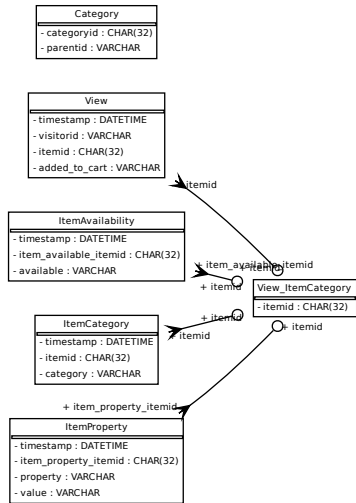 Category
- categoryid : CHAR(32)
- parentid : VARCHAR
View
- timestamp : DATETIME
- visitorid : VARCHAR
- itemid : CHAR(32)
- added_to_cart : VARCHAR
+ itemid
ItemAvailability
- timestamp : DATETIME
- item_available_itemid : CHAR(32)
- available : VARCHAR
+ item_available_itemid
+ itemid
+ itemid
View_ItemCategory
- itemid : CHAR(32)
ItemCategory
- timestamp : DATETIME
- itemid : CHAR(32)
- category : VARCHAR
+ itemid
+ itemid
+ itemid
+ item_property_itemid
ItemProperty
- timestamp : DATETIME
- item_property_itemid : CHAR(32)
- property : VARCHAR
- value : VARCHAR